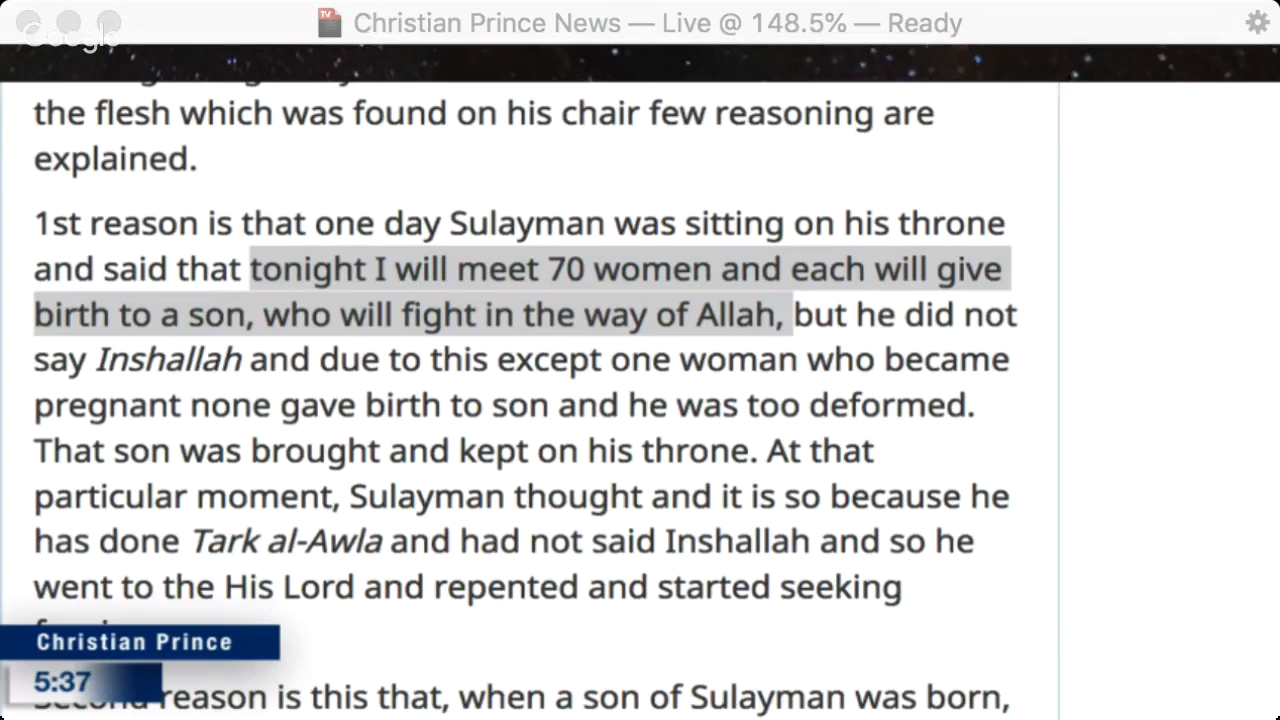 Christian Prince News — Live @ 148.5% — Ready
Google
the flesh which was found on his chair few reasoning are
explained.
1st reason is that one day Sulayman was sitting on his throne
and said that tonight I will meet 70 women and each will give
birth to a son, who will fight in the way of Allah, but he did not
say Inshallah and due to this except one woman who became
pregnant none gave birth to son and he was too deformed.
That son was brought and kept on his throne. At that
particular moment, Sulayman thought and it is so because he
has done Tark al-Awla and had not said Inshallah and so he
went to the His Lord and repented and started seeking
Christian Prince
5:37
Second reason is this that, when a son of Sulayman was born,